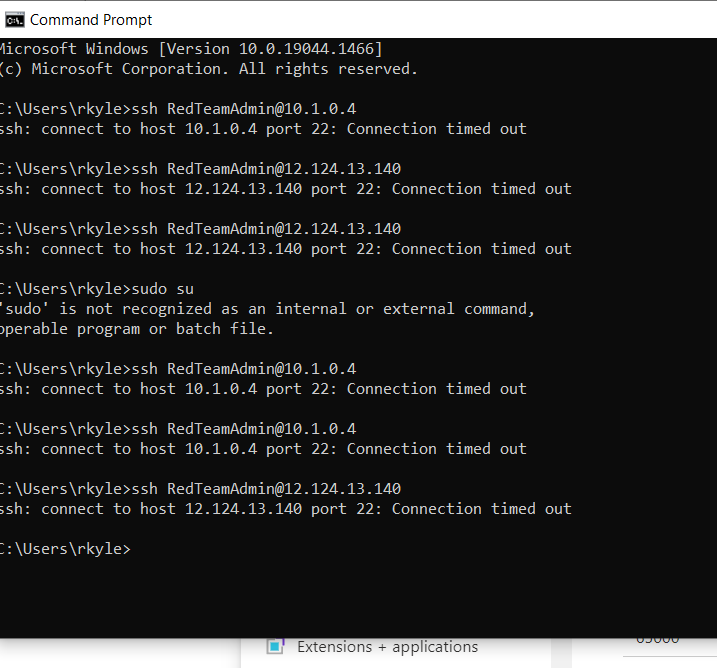 Command Prompt
Microsoft Windows [Version 10.0.19044.1466]
(c) Microsoft Corporation. All rights reserved.
C:\Users\rkyle>ssh RedTeamAdmin@10.1.0.4
ssh: connect to host 10.1.0.4 port 22: Connection timed out
C:\Users\rkyle>ssh RedTeamAdmin@12.124.13.140
ssh: connect to host 12.124.13.140 port 22: Connection timed out
C:\Users\rkyle>ssh RedTeamAdmin@12.124.13.140
ssh: connect to host 12.124.13.140 port 22: Connection timed out
C:\Users\rkyle>sudo su
'sudo' is not recognized as an internal or external command,
operable program or batch file.
C:\Users\rkyle>ssh RedTeamAdmin@10.1.0.4
ssh: connect to host 10.1.0.4 port 22: Connection timed out
C:\Users\rkyle>ssh RedTeamAdmin@10.1.0.4
ssh: connect to host 10.1.0.4 port 22: Connection timed out
C:\Users\rkyle>ssh RedTeamAdmin@12.124.13.140
ssh: connect to host 12.124.13.140 port 22: Connection timed out
C:\Users\rkyle>
Extensions + applications